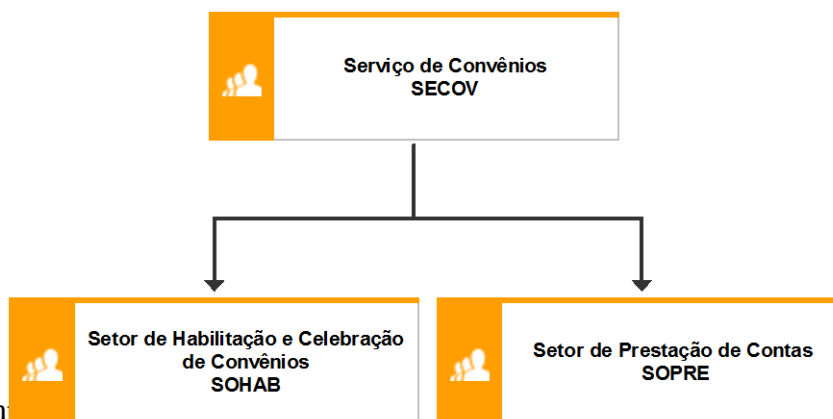 Serviço de Convênios
SECOV
Setor de Habilitação e Celebração
de Convênios
SOHAB
Setor de Prestação de Contas
SOPRE